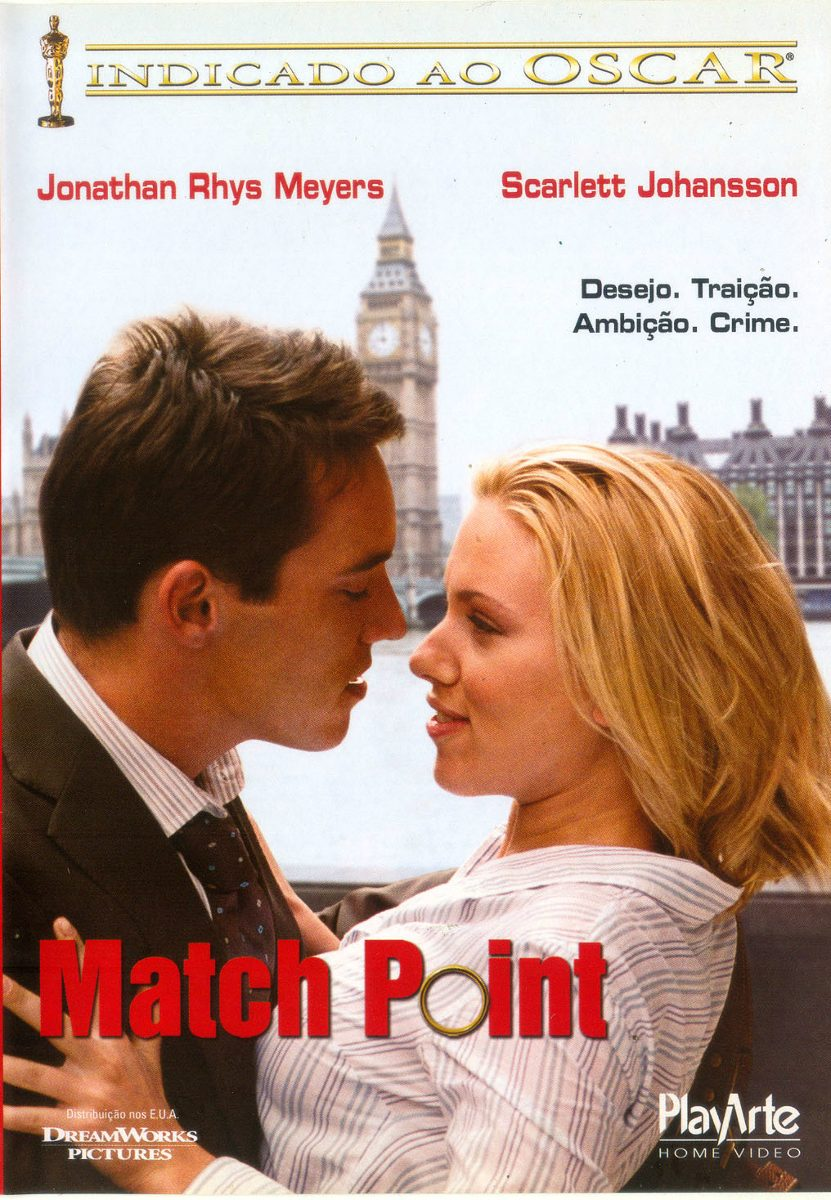 INDICADO AO OSCAR®
Jonathan Rhys Meyers
Scarlett Johansson
Desejo. Traição.
Ambição. Crime.
Match Point
Distribuição nos E.U.A.
DREAMWORKS
PICTURES
PlayArte
HOME VIDEO